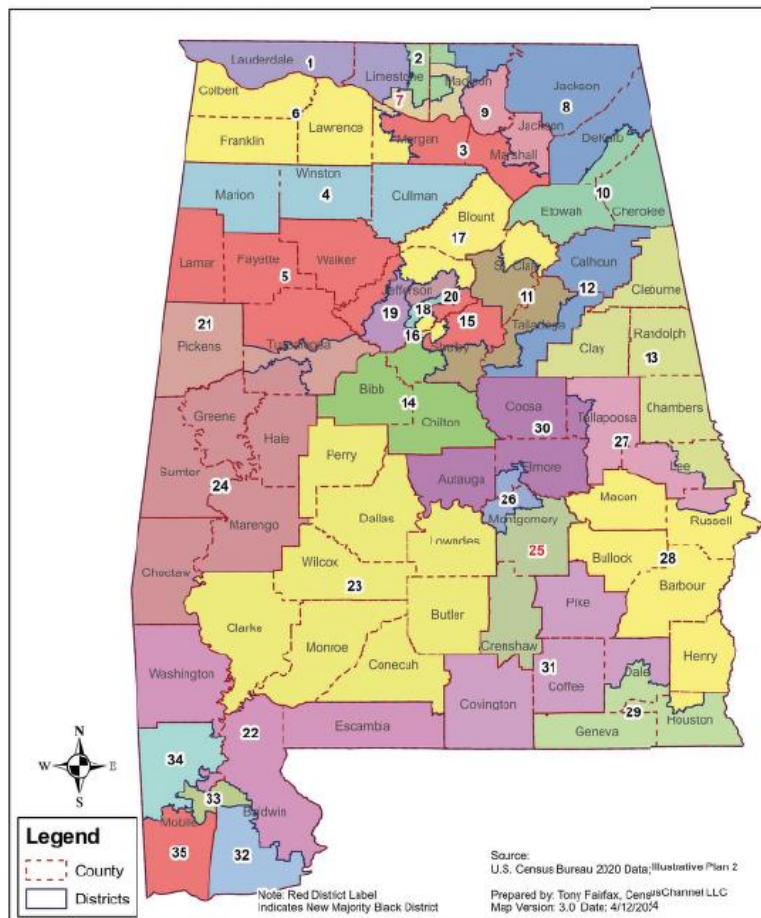 Lauderdale 1
Limestone
2
Madison
Colbert
6
7
9
Jackson
8
Franklin
Lawrence
Morgan
3
Jackson
Marshall
DeKalb
Winston
Marion
4
Cullman
10
Etowah
Cherokee
Blount
17
Lamar
Fayette
Walker
5
Jefferson
St. Clair
Calhoun
Cleburne
19
18
20
11
12
21
Pickens
16
15
Talladega
Randolph
Tuscaloosa
Shelby
Clay
13
Bibb
14
Chilton
Coosa
30
Tallapoosa
27
Chambers
Greene
Hale
Perry
Lee
Sumter
24
Autauga
Elmore
26
Macon
Marengo
Dallas
Montgomery
Russell
Lowndes
25
Bullock
28
Choctaw
Wilcox
23
Barbour
Clarke
Butler
Pike
Monroe
Conecuh
Crenshaw
31
Henry
Washington
Coffee
Dale
Covington
29
Houston
22
Escambia
Geneva
34
33
Baldwin
Mobile
35
32
N
W E
S
Legend
County
Districts
Note: Red District Label
Indicates New Majority Black District
Source:
U.S. Census Bureau 2020 Data; Illustrative Plan 2
Prepared by: Tony Fairfax, CensusChannel LLC
Map Version: 3.0 Date: 4/12/2024